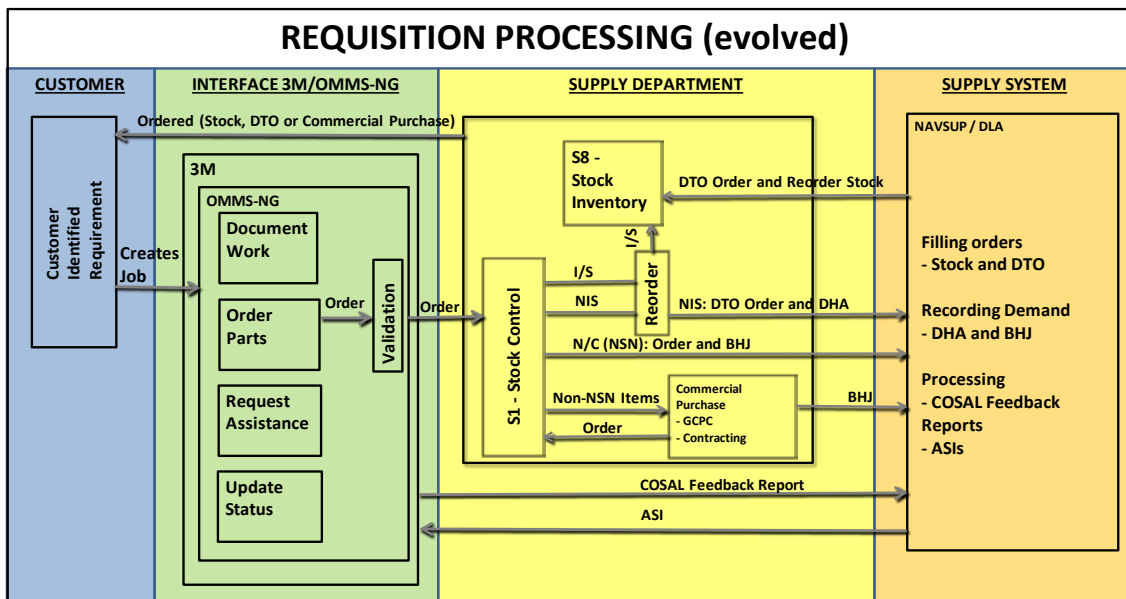 REQUISITION PROCESSING (evolved)
CUSTOMER
INTERFACE 3M/OMMS-NG
SUPPLY DEPARTMENT
SUPPLY SYSTEM
Customer
Identified
Requirement
Creates
Job
Ordered (Stock, DTO or Commercial Purchase)
3M
OMMS-NG
Document
Work
Order
Parts
Request
Assistance
Update
Status
Order
Validation
Order
S1 - Stock Control
S8 -
Stock
Inventory
I/S
Reorder
I/S
NIS
N/C (NSN): Order and BHJ
Non-NSN Items
Order
Commercial
Purchase
- GCPC
- Contracting
DTO Order and Reorder Stock
NIS: DTO Order and DHA
BHJ
COSAL Feedback Report
ASI
NAVSUP / DLA
Filling orders
- Stock and DTO
Recording Demand
- DHA and BHJ
Processing
- COSAL Feedback
Reports
- ASIs